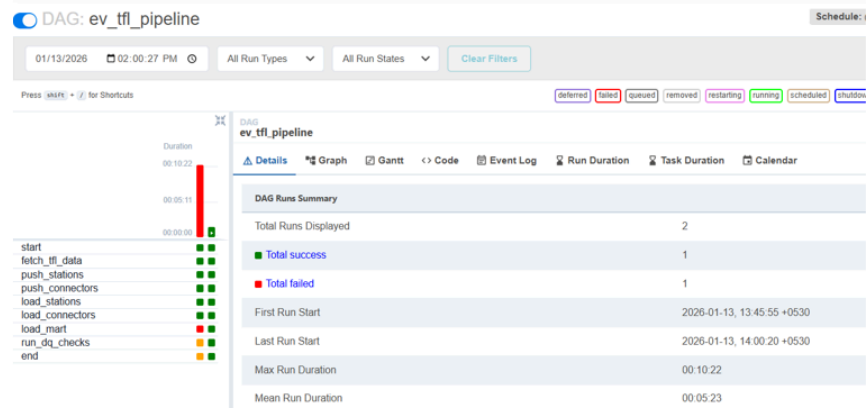 DAG: ev_tfl_pipeline
Schedule:
01/13/2026 02:00:27 PM All Run Types All Run States Clear Filters
Press shift + / for Shortcuts
deferred failed queued removed restarting running scheduled shutdow
DAG
ev_tfl_pipeline
Duration
00:10:22
00:05:11
00:00:00
Details Graph Gantt <> Code Event Log Run Duration Task Duration Calendar
start
fetch_tfl_data
push_stations
push_connectors
load_stations
load_connectors
load_mart
run_dq_checks
end
DAG Runs Summary
Total Runs Displayed 2
Total success 1
Total failed 1
First Run Start 2026-01-13, 13:45:55 +0530
Last Run Start 2026-01-13, 14:00:20 +0530
Max Run Duration 00:10:22
Mean Run Duration 00:05:23